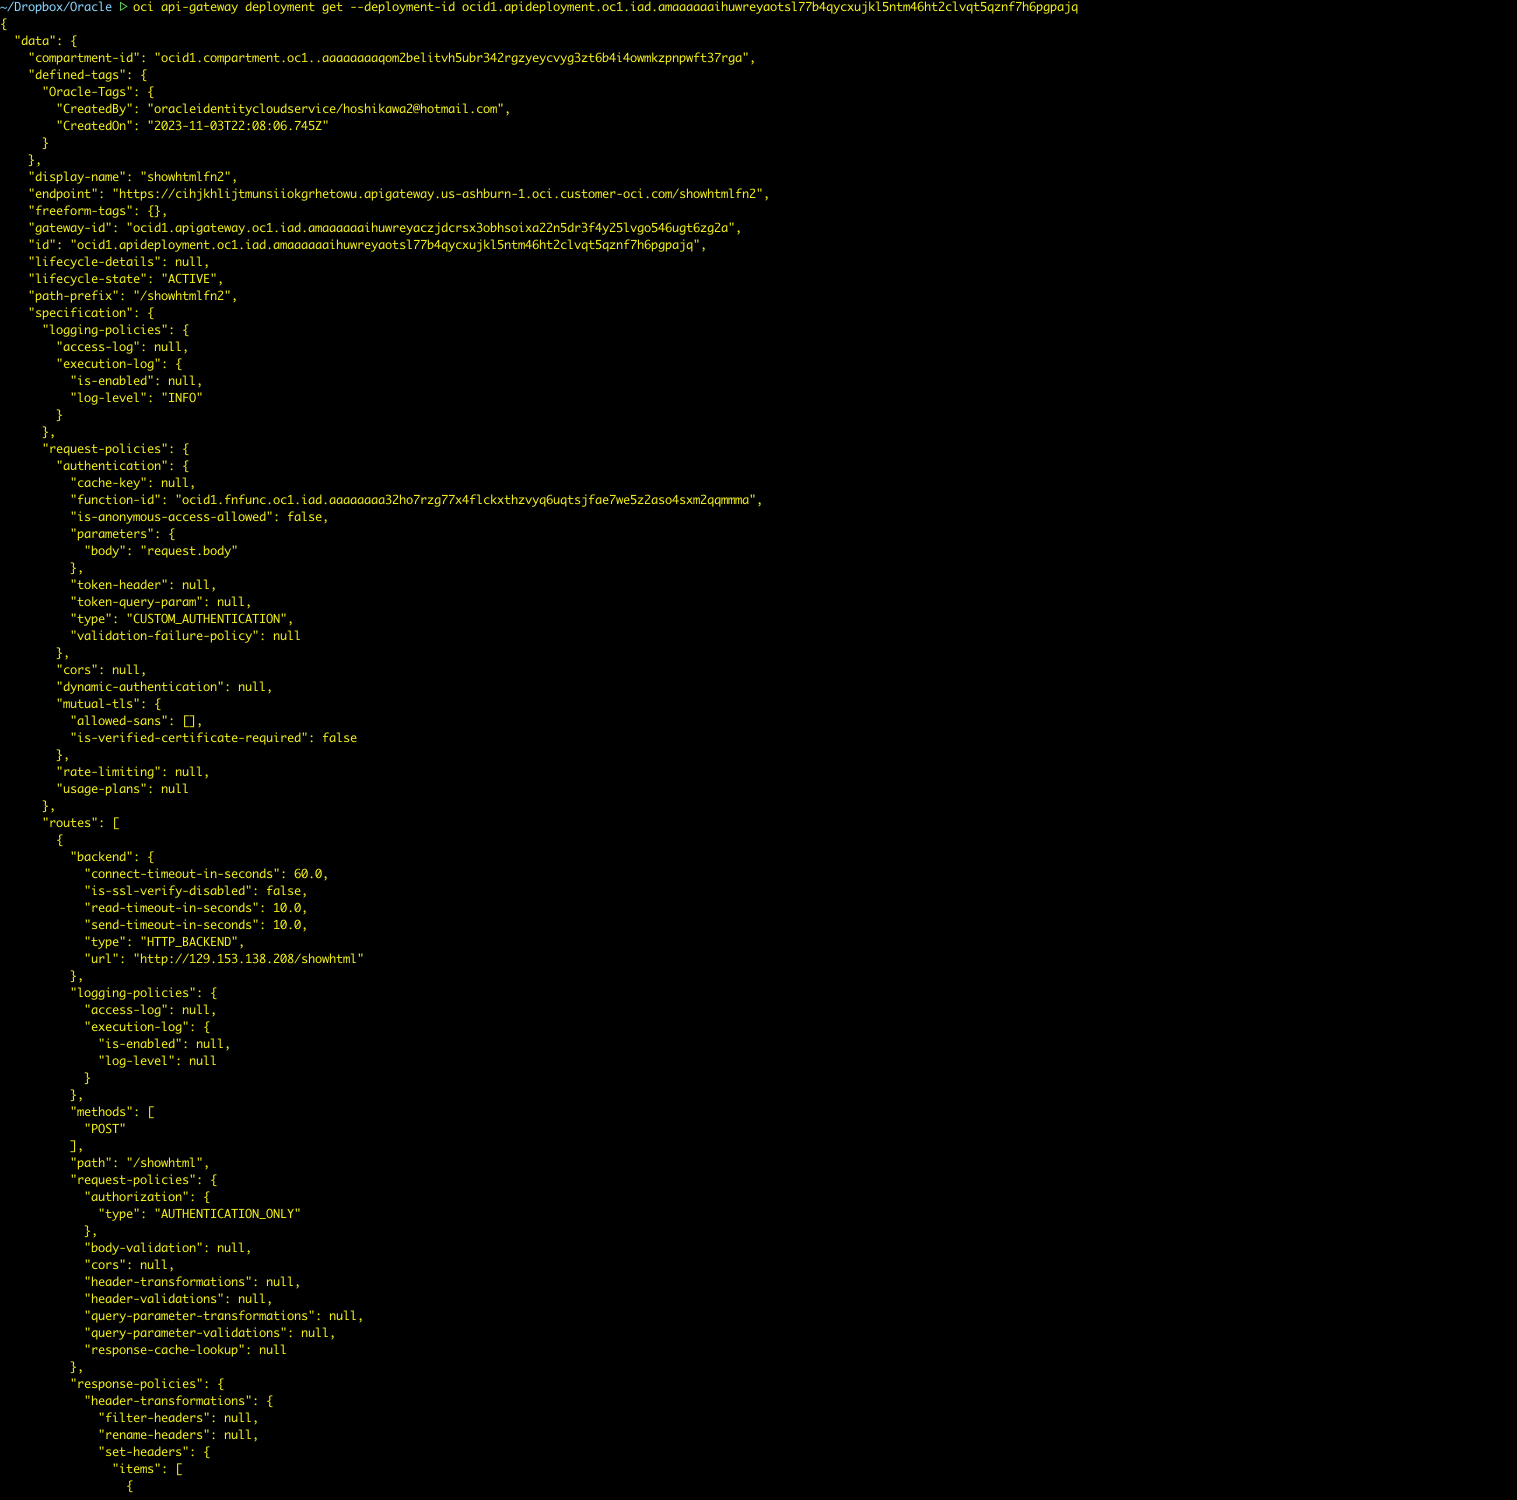 ~/Dropbox/Oracle ▷ oci api-gateway deployment get --deployment-id ocid1.apideployment.oc1.iad.amaaaaaaihuwreyaotsl77b4qycxujkl5ntm46ht2clvqt5qznf7h6pgpajq
{
  "data": {
    "compartment-id": "ocid1.compartment.oc1..aaaaaaaaqom2belitvh5ubr342rgzyeycvyg3zt6b4i4owmkzpnpwft37rga",
    "defined-tags": {
      "Oracle-Tags": {
        "CreatedBy": "oracleidentitycloudservice/hoshikawa2@hotmail.com",
        "CreatedOn": "2023-11-03T22:08:06.745Z"
      }
    },
    "display-name": "showhtmlfn2",
    "endpoint": "https://cihjkhlijtmunsiiokgrhetowu.apigateway.us-ashburn-1.oci.customer-oci.com/showhtmlfn2",
    "freeform-tags": {},
    "gateway-id": "ocid1.apigateway.oc1.iad.amaaaaaaihuwreyaczjdcrsx3obhsoixa22n5dr3f4y25lvgo546ugt6zg2a",
    "id": "ocid1.apideployment.oc1.iad.amaaaaaaihuwreyaotsl77b4qycxujkl5ntm46ht2clvqt5qznf7h6pgpajq",
    "lifecycle-details": null,
    "lifecycle-state": "ACTIVE",
    "path-prefix": "/showhtmlfn2",
    "specification": {
      "logging-policies": {
        "access-log": null,
        "execution-log": {
          "is-enabled": null,
          "log-level": "INFO"
        }
      },
      "request-policies": {
        "authentication": {
          "cache-key": null,
          "function-id": "ocid1.fnfunc.oc1.iad.aaaaaaaa32ho7rzg77x4flckxthzvyq6uqtsjfae7we5z2aso4sxm2qqmmma",
          "is-anonymous-access-allowed": false,
          "parameters": {
            "body": "request.body"
          },
          "token-header": null,
          "token-query-param": null,
          "type": "CUSTOM_AUTHENTICATION",
          "validation-failure-policy": null
        },
        "cors": null,
        "dynamic-authentication": null,
        "mutual-tls": {
          "allowed-sans": [],
          "is-verified-certificate-required": false
        },
        "rate-limiting": null,
        "usage-plans": null
      },
      "routes": [
        {
          "backend": {
            "connect-timeout-in-seconds": 60.0,
            "is-ssl-verify-disabled": false,
            "read-timeout-in-seconds": 10.0,
            "send-timeout-in-seconds": 10.0,
            "type": "HTTP_BACKEND",
            "url": "http://129.153.138.208/showhtml"
          },
          "logging-policies": {
            "access-log": null,
            "execution-log": {
              "is-enabled": null,
              "log-level": null
            }
          },
          "methods": [
            "POST"
          ],
          "path": "/showhtml",
          "request-policies": {
            "authorization": {
              "type": "AUTHENTICATION_ONLY"
            },
            "body-validation": null,
            "cors": null,
            "header-transformations": null,
            "header-validations": null,
            "query-parameter-transformations": null,
            "query-parameter-validations": null,
            "response-cache-lookup": null
          },
          "response-policies": {
            "header-transformations": {
              "filter-headers": null,
              "rename-headers": null,
              "set-headers": {
                "items": [
                  {